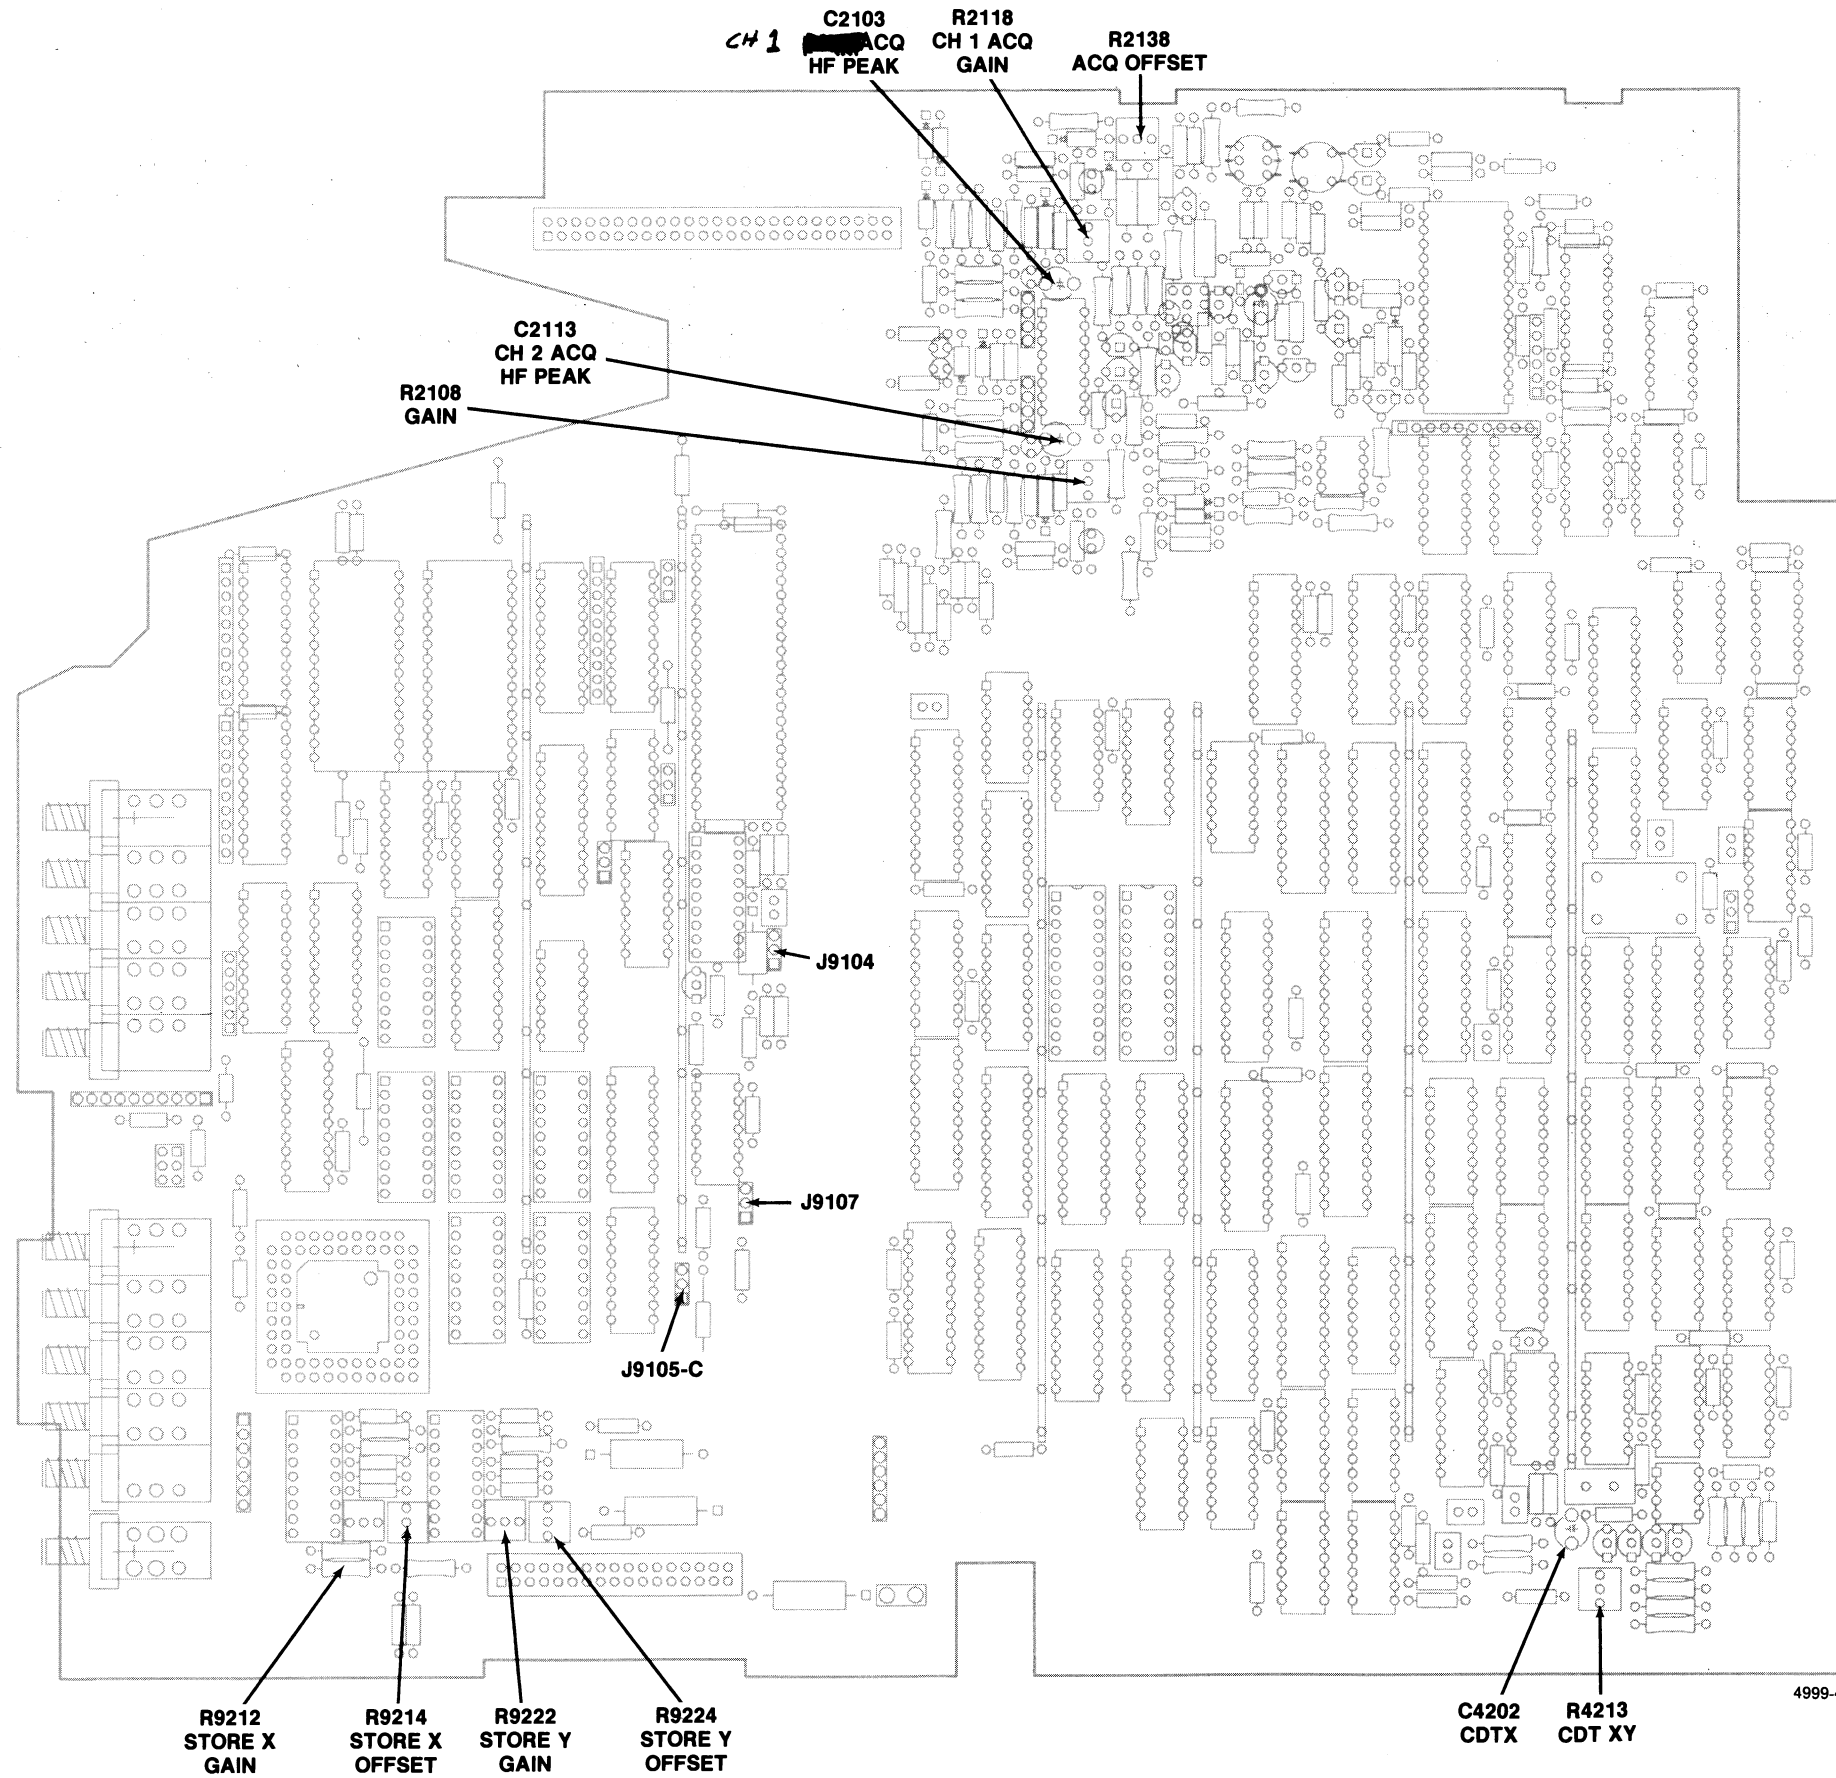 C2103
CH 1 ACQ
HF PEAK
R2118
CH 1 ACQ
GAIN
R2138
ACQ OFFSET
C2113
CH 2 ACQ
HF PEAK
R2108
GAIN
J9104
J9107
J9105-C
R9212
STORE X
GAIN
R9214
STORE X
OFFSET
R9222
STORE Y
GAIN
R9224
STORE Y
OFFSET
C4202
CDTX
R4213
CDT XY
4999-